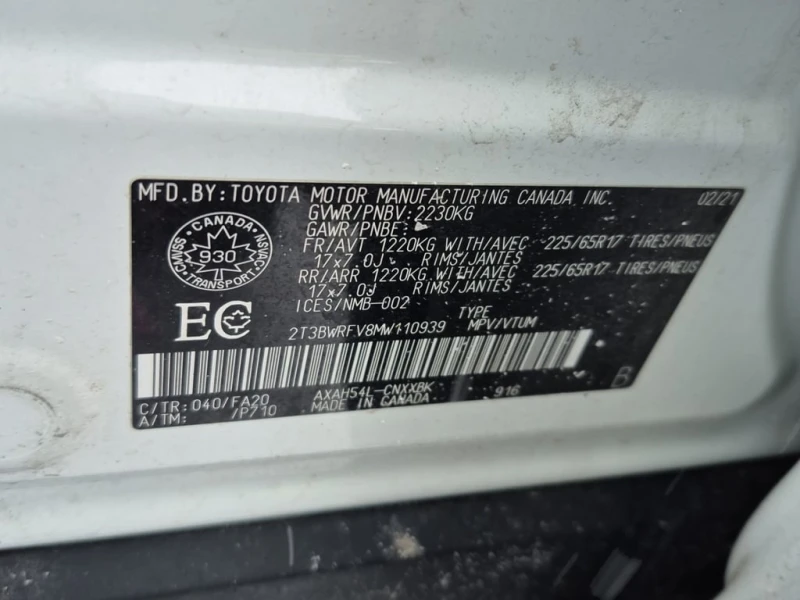 MFD.BY:TOYOTA MOTOR MANUFACTURING CANADA INC. 02/21
GVWR/PNBV:2230KG
GAWR/PNBE:
FR/AVT 1220KG WITH/AVEC 225/65R17 TIRES/PNEUS
17x7.0J RIMS/JANTES
RR/ARR 1220KG WITH/AVEC 225/65R17 TIRES/PNEUS
17x7.0J RIMS/JANTES
ICES/NMB-002
CANADA
CMVSS
930
NSVAC
TRANSPORT
EC
TYPE
2T3BWRFV8MW110939 MPV/VTUM
C/TR:040/FA20 AXAH54L-CNXXBK 916 B
A/TM: /P710 MADE IN CANADA